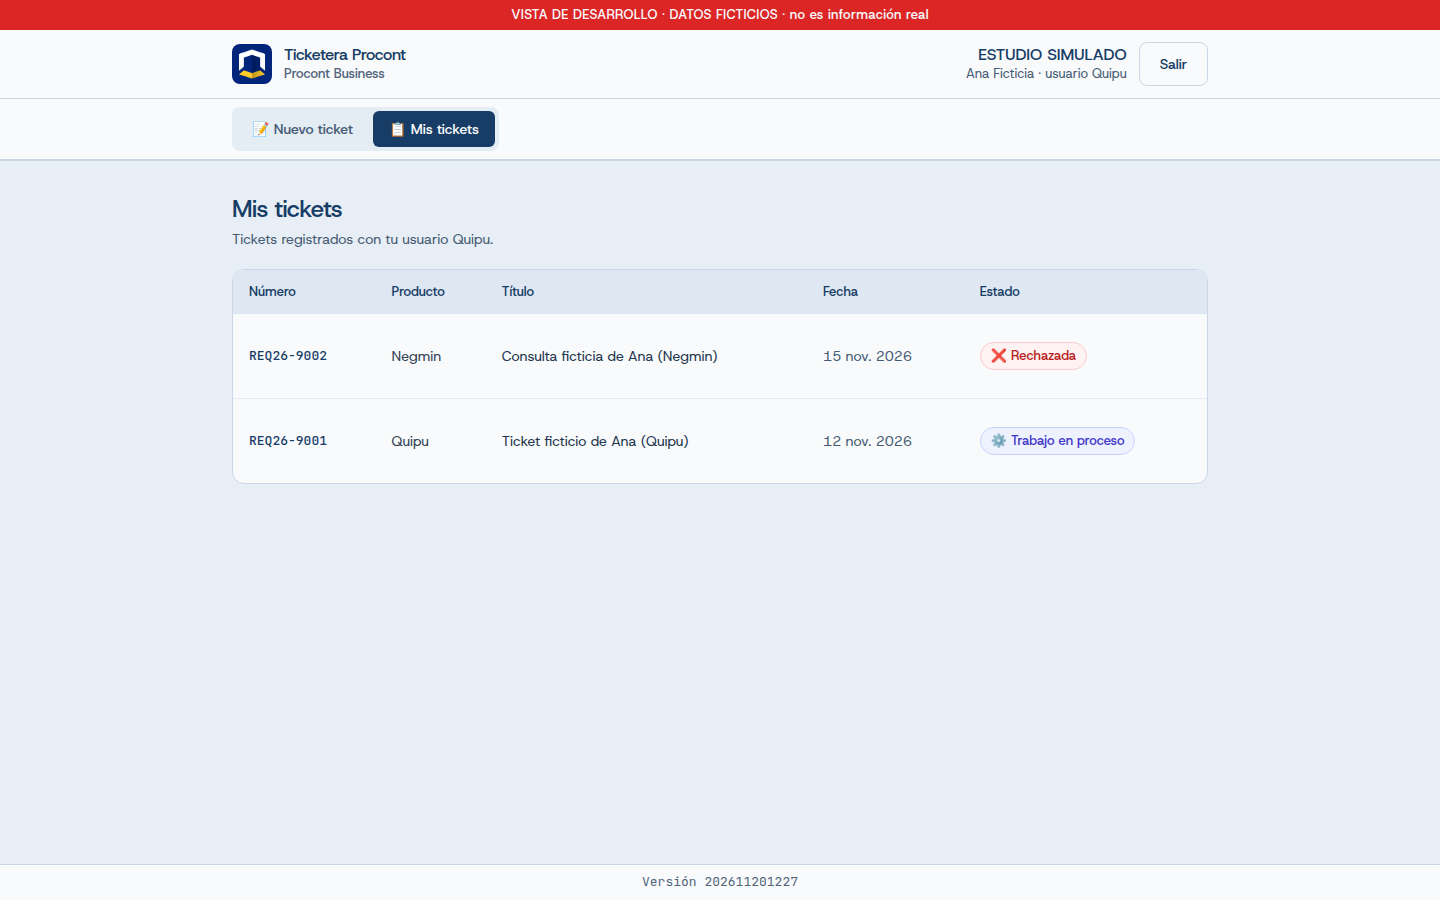 VISTA DE DESARROLLO · DATOS FICTICIOS · no es información real
Ticketera Procont
Procont Business
ESTUDIO SIMULADO
Ana Ficticia · usuario Quipu
Salir
📝 Nuevo ticket
📋 Mis tickets
Mis tickets
Tickets registrados con tu usuario Quipu.
Número Producto Título Fecha Estado
REQ26-9002 Negmin Consulta ficticia de Ana (Negmin) 15 nov. 2026 ❌ Rechazada
REQ26-9001 Quipu Ticket ficticio de Ana (Quipu) 12 nov. 2026 ⚙️ Trabajo en proceso
Versión 202611201227